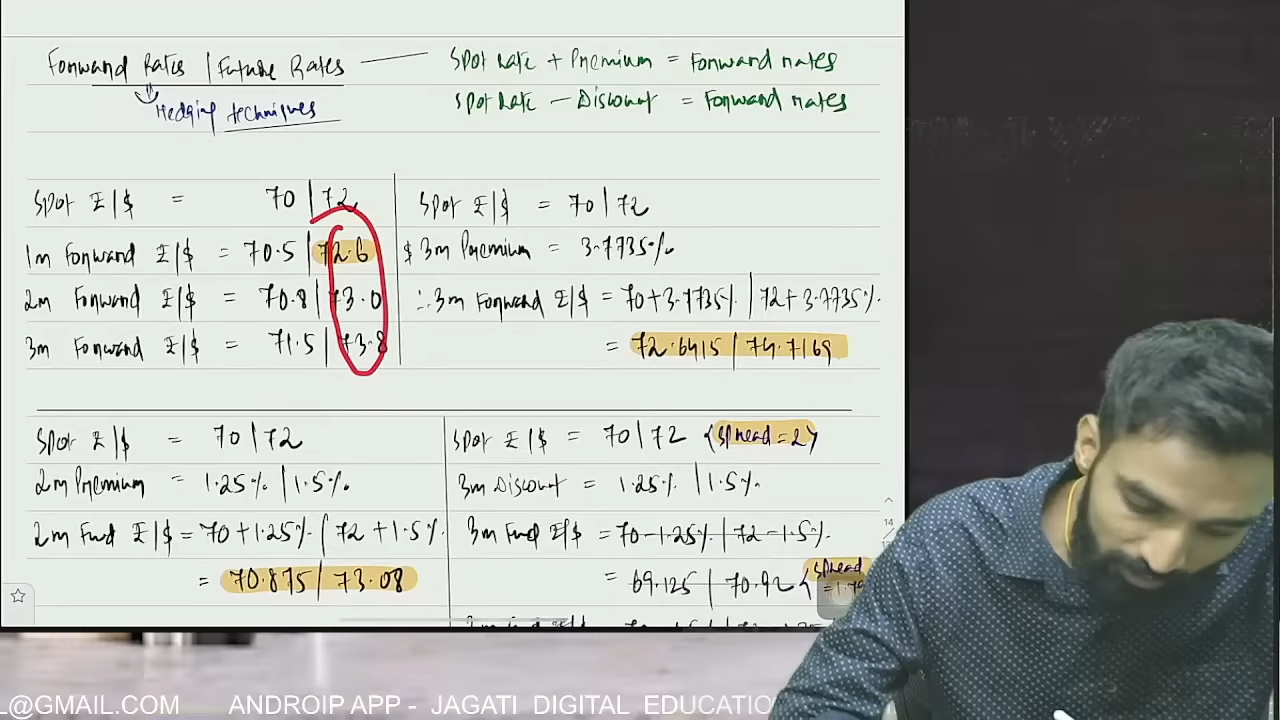 Forward Rates | Future Rates
Hedging techniques
Spot Rate + Premium = Forward rates
Spot Rate - Discount = Forward rates
Spot ₹|$ = 70 | 72
1m Forward ₹|$ = 70.5 | 72.6
2m Forward ₹|$ = 70.8 | 73.0
3m Forward ₹|$ = 71.5 | 73.8
Spot ₹|$ = 70 | 72
$ 3m Premium = 3.7735%
∴ 3m Forward ₹|$ = 70+3.7735% | 72+3.7735%
= 72.6415 | 74.7169
Spot ₹|$ = 70 | 72
2m Premium = 1.25% | 1.5%
2m Fwd ₹|$ = 70+1.25% | 72+1.5%
= 70.875 | 73.08
Spot ₹|$ = 70 | 72 {Spread = 2}
3m Discount = 1.25% | 1.5%
3m Fwd ₹|$ = 70-1.25% | 72-1.5%
= 69.125 | 70.92 { Spread
14
L@GMAIL.COM ANDROIP APP - JAGATI DIGITAL EDUCATIO